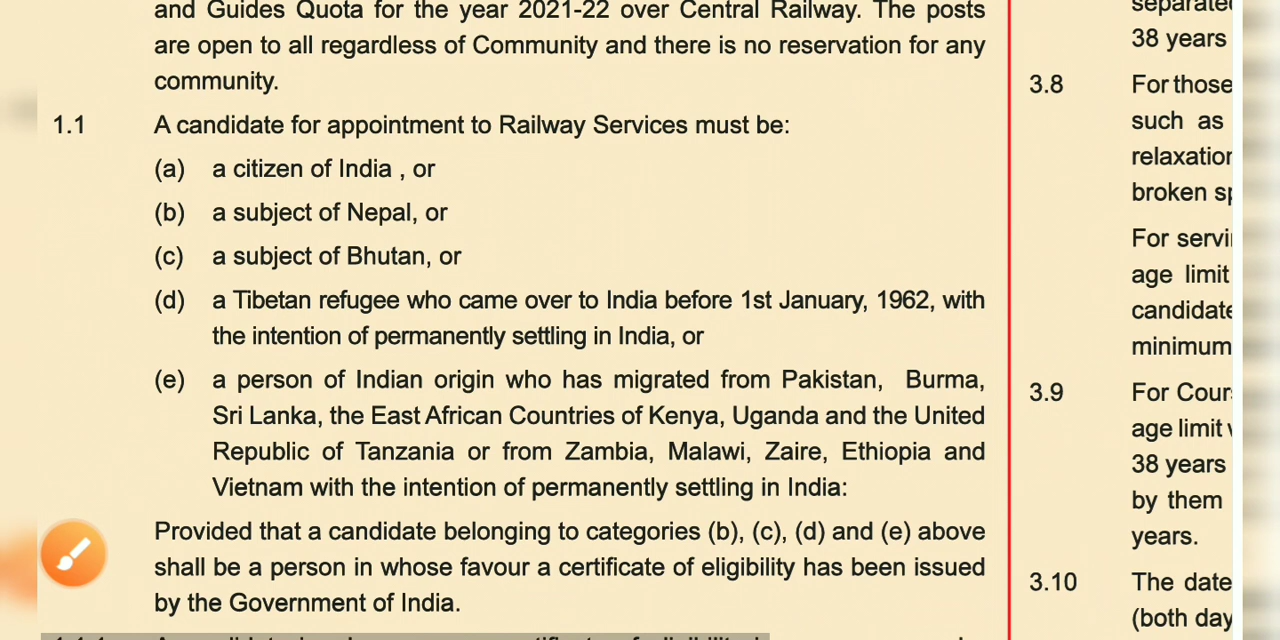 and Guides Quota for the year 2021-22 over Central Railway. The posts
are open to all regardless of Community and there is no reservation for any
community.
1.1 A candidate for appointment to Railway Services must be:
(a) a citizen of India , or
(b) a subject of Nepal, or
(c) a subject of Bhutan, or
(d) a Tibetan refugee who came over to India before 1st January, 1962, with
the intention of permanently settling in India, or
(e) a person of Indian origin who has migrated from Pakistan, Burma,
Sri Lanka, the East African Countries of Kenya, Uganda and the United
Republic of Tanzania or from Zambia, Malawi, Zaire, Ethiopia and
Vietnam with the intention of permanently settling in India:
Provided that a candidate belonging to categories (b), (c), (d) and (e) above
shall be a person in whose favour a certificate of eligibility has been issued
by the Government of India.
38 years
3.8 For those
such as
broken
For
age limit
minimum
3.9 For
age limit
38 years
by them
years.
3.10 The date
(both day